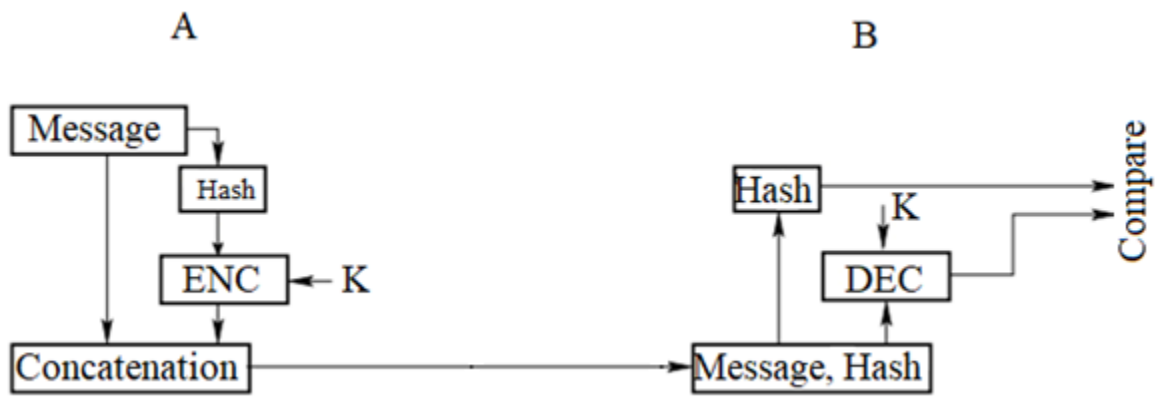 A
B
Message
Hash
ENC
K
Concatenation
Hash
K
DEC
Message, Hash
Compare